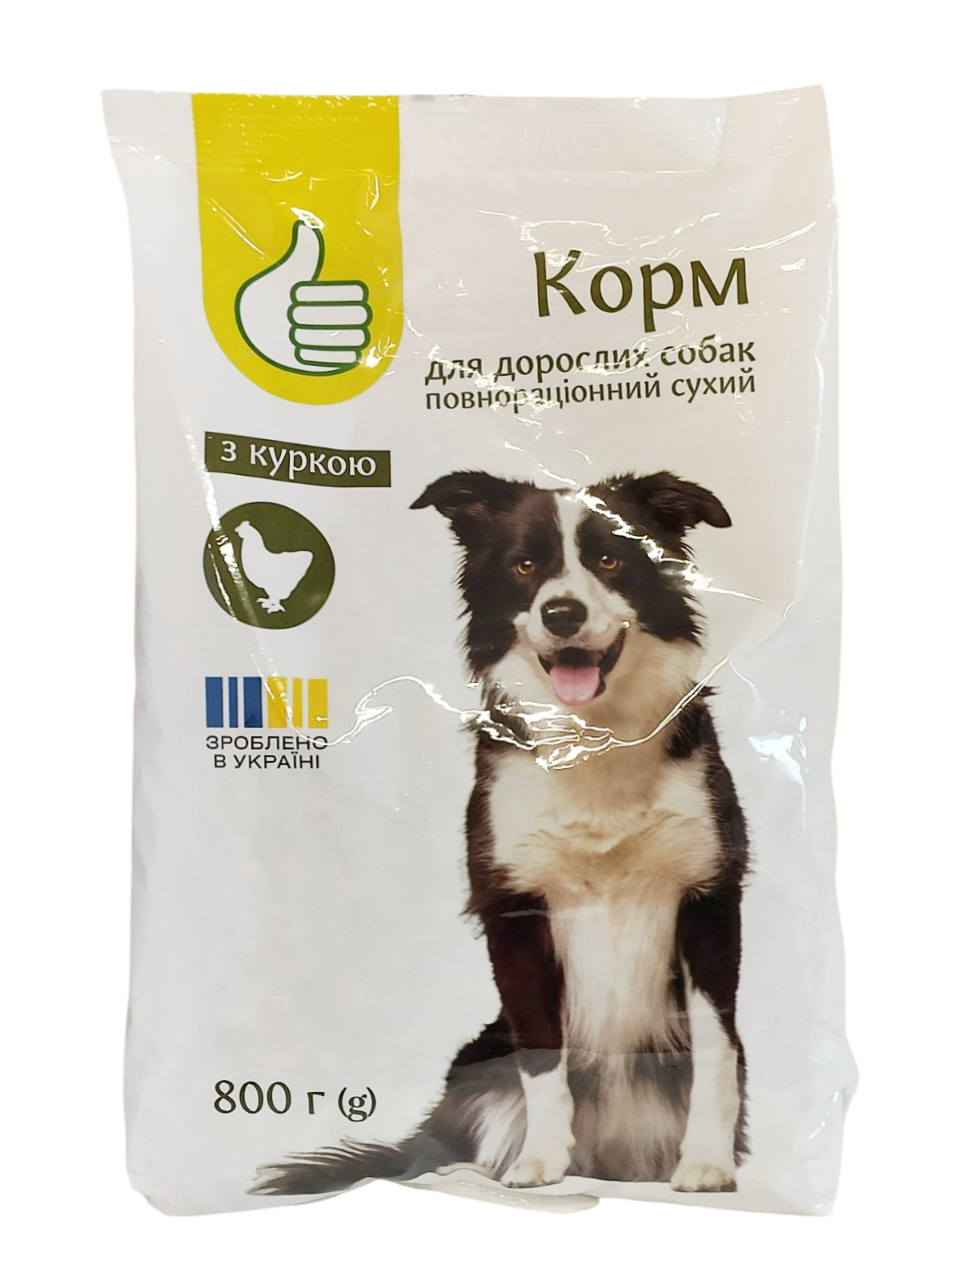 Корм
для дорослих собак
повнораціонний сухий
з куркою
ЗРОБЛЕНО
В УКРАЇНІ
800 г (g)